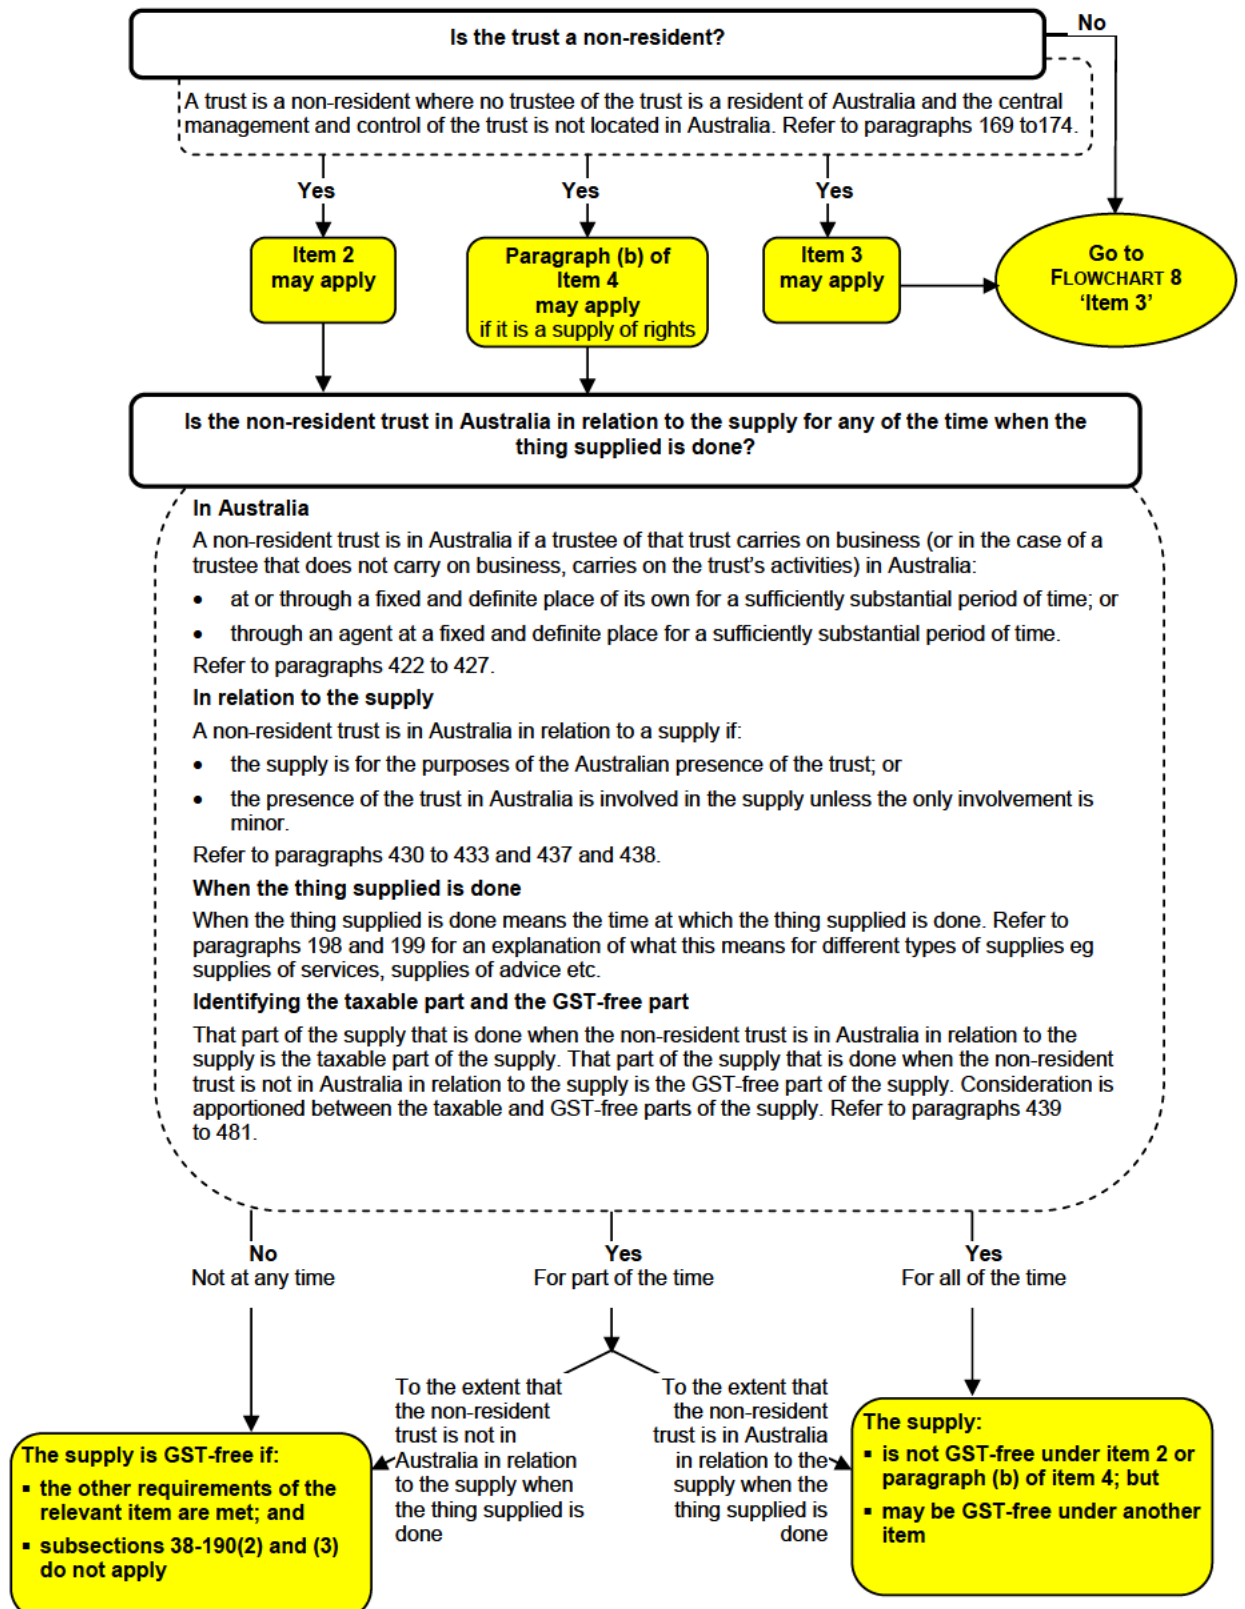 Is the trust a non-resident?
No
A trust is a non-resident where no trustee of the trust is a resident of Australia and the central
management and control of the trust is not located in Australia. Refer to paragraphs 169 to174.
Yes
Yes
Yes
Item 2
may apply
Paragraph (b) of
Item 4
may apply
if it is a supply of rights
Item 3
may apply
Go to
FLOWCHART 8
‘Item 3’
Is the non-resident trust in Australia in relation to the supply for any of the time when the
thing supplied is done?
In Australia
A non-resident trust is in Australia if a trustee of that trust carries on business (or in the case of a
trustee that does not carry on business, carries on the trust’s activities) in Australia:
• at or through a fixed and definite place of its own for a sufficiently substantial period of time; or
• through an agent at a fixed and definite place for a sufficiently substantial period of time.
Refer to paragraphs 422 to 427.
In relation to the supply
A non-resident trust is in Australia in relation to a supply if:
• the supply is for the purposes of the Australian presence of the trust; or
• the presence of the trust in Australia is involved in the supply unless the only involvement is
minor.
Refer to paragraphs 430 to 433 and 437 and 438.
When the thing supplied is done
When the thing supplied is done means the time at which the thing supplied is done. Refer to
paragraphs 198 and 199 for an explanation of what this means for different types of supplies eg
supplies of services, supplies of advice etc.
Identifying the taxable part and the GST-free part
That part of the supply that is done when the non-resident trust is in Australia in relation to the
supply is the taxable part of the supply. That part of the supply that is done when the non-resident
trust is not in Australia in relation to the supply is the GST-free part of the supply. Consideration is
apportioned between the taxable and GST-free parts of the supply. Refer to paragraphs 439
to 481.
No
Not at any time
Yes
For part of the time
Yes
For all of the time
To the extent that
the non-resident
trust is not in
Australia in relation
to the supply when
the thing supplied is
done
To the extent that
the non-resident
trust is in Australia
in relation to the
supply when the
thing supplied is
done
The supply is GST-free if:
▪ the other requirements of the
relevant item are met; and
▪ subsections 38-190(2) and (3)
do not apply
The supply:
▪ is not GST-free under item 2 or
paragraph (b) of item 4; but
▪ may be GST-free under another
item